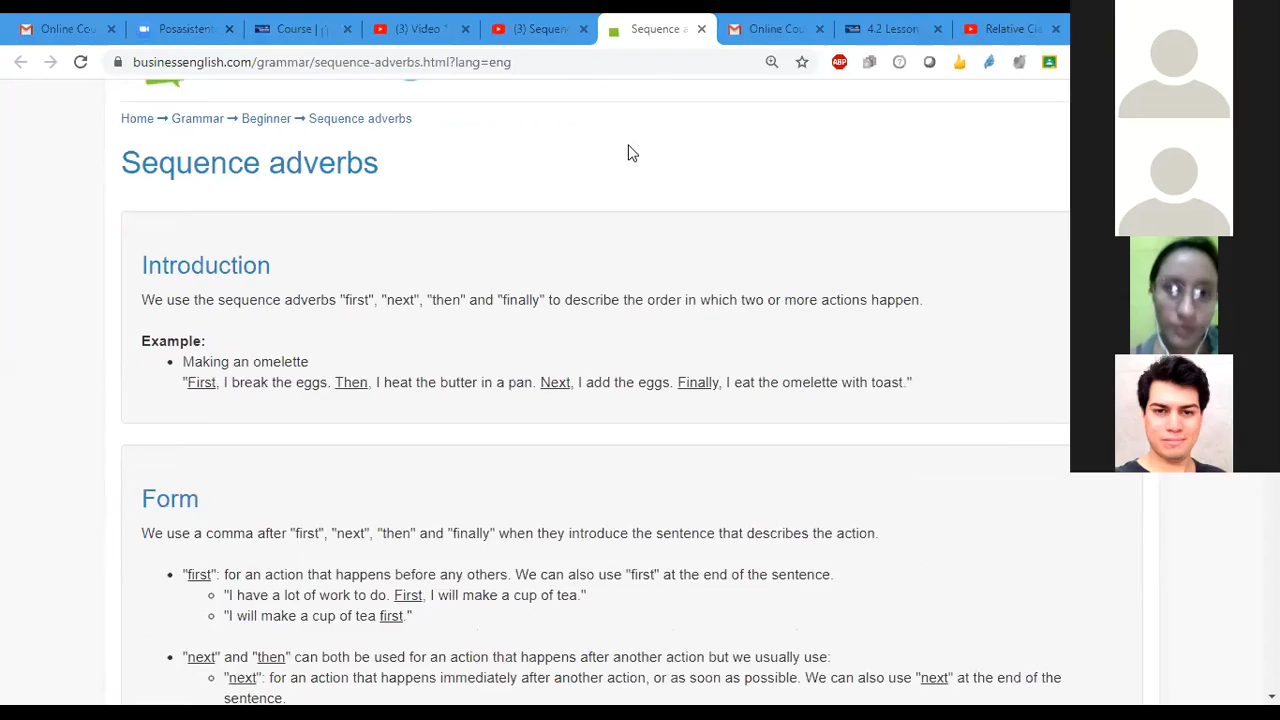 Online Cou
Posasistent
Course |
(3) Video "
(3) Sequen
Sequence a
Online Cou
4.2 Lesson
Relative Cla
businessenglish.com/grammar/sequence-adverbs.html?lang=eng
ABP
Home ➞ Grammar ➞ Beginner ➞ Sequence adverbs
Sequence adverbs
Introduction
We use the sequence adverbs "first", "next", "then" and "finally" to describe the order in which two or more actions happen.
Example:
• Making an omelette
"First, I break the eggs. Then, I heat the butter in a pan. Next, I add the eggs. Finally, I eat the omelette with toast."
Form
We use a comma after "first", "next", "then" and "finally" when they introduce the sentence that describes the action.
• "first": for an action that happens before any others. We can also use "first" at the end of the sentence.
"I have a lot of work to do. First, I will make a cup of tea."
"I will make a cup of tea first."
• "next" and "then" can both be used for an action that happens after another action but we usually use:
"next": for an action that happens immediately after another action, or as soon as possible. We can also use "next" at the end of the
sentence.